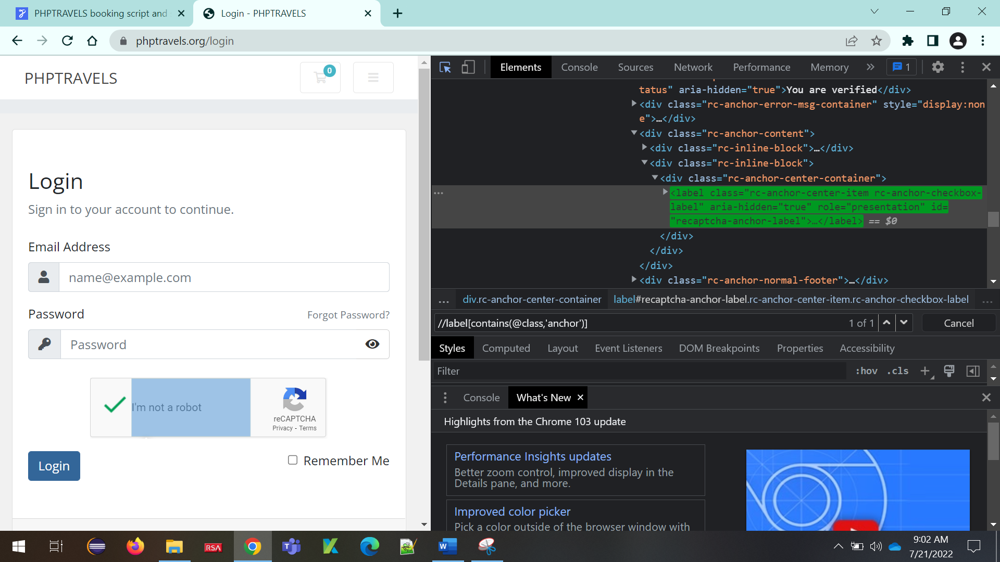 PHPTRAVELS booking script and
Login - PHPTRAVELS
phptravels.org/login
PHPTRAVELS
0
Login
Sign in to your account to continue.
Email Address
name@example.com
Password
Forgot Password?
Password
I'm not a robot
reCAPTCHA
Privacy - Terms
Login
Remember Me
Elements
Console
Sources
Network
Performance
Memory
1
tatus" aria-hidden="true">You are verified</div>
<div class="rc-anchor-error-msg-container" style="display:non
e">…</div>
<div class="rc-anchor-content">
<div class="rc-inline-block">…</div>
<div class="rc-inline-block">
<div class="rc-anchor-center-container">
<label class="rc-anchor-center-item rc-anchor-checkbox-
label" aria-hidden="true" role="presentation" id=
"recaptcha-anchor-label">…</label> == $0
</div>
</div>
</div>
<div class="rc-anchor-normal-footer">…</div>
... div.rc-anchor-center-container label#recaptcha-anchor-label.rc-anchor-center-item.rc-anchor-checkbox-label ...
//label[contains(@class,'anchor')]
1 of 1
Cancel
Styles
Computed
Layout
Event Listeners
DOM Breakpoints
Properties
Accessibility
Filter
:hov
.cls
Console
What's New
Highlights from the Chrome 103 update
Performance Insights updates
Better zoom control, improved display in the
Details pane, and more.
Improved color picker
Pick a color outside of the browser window with
RSA
T
W
9:02 AM
7/21/2022